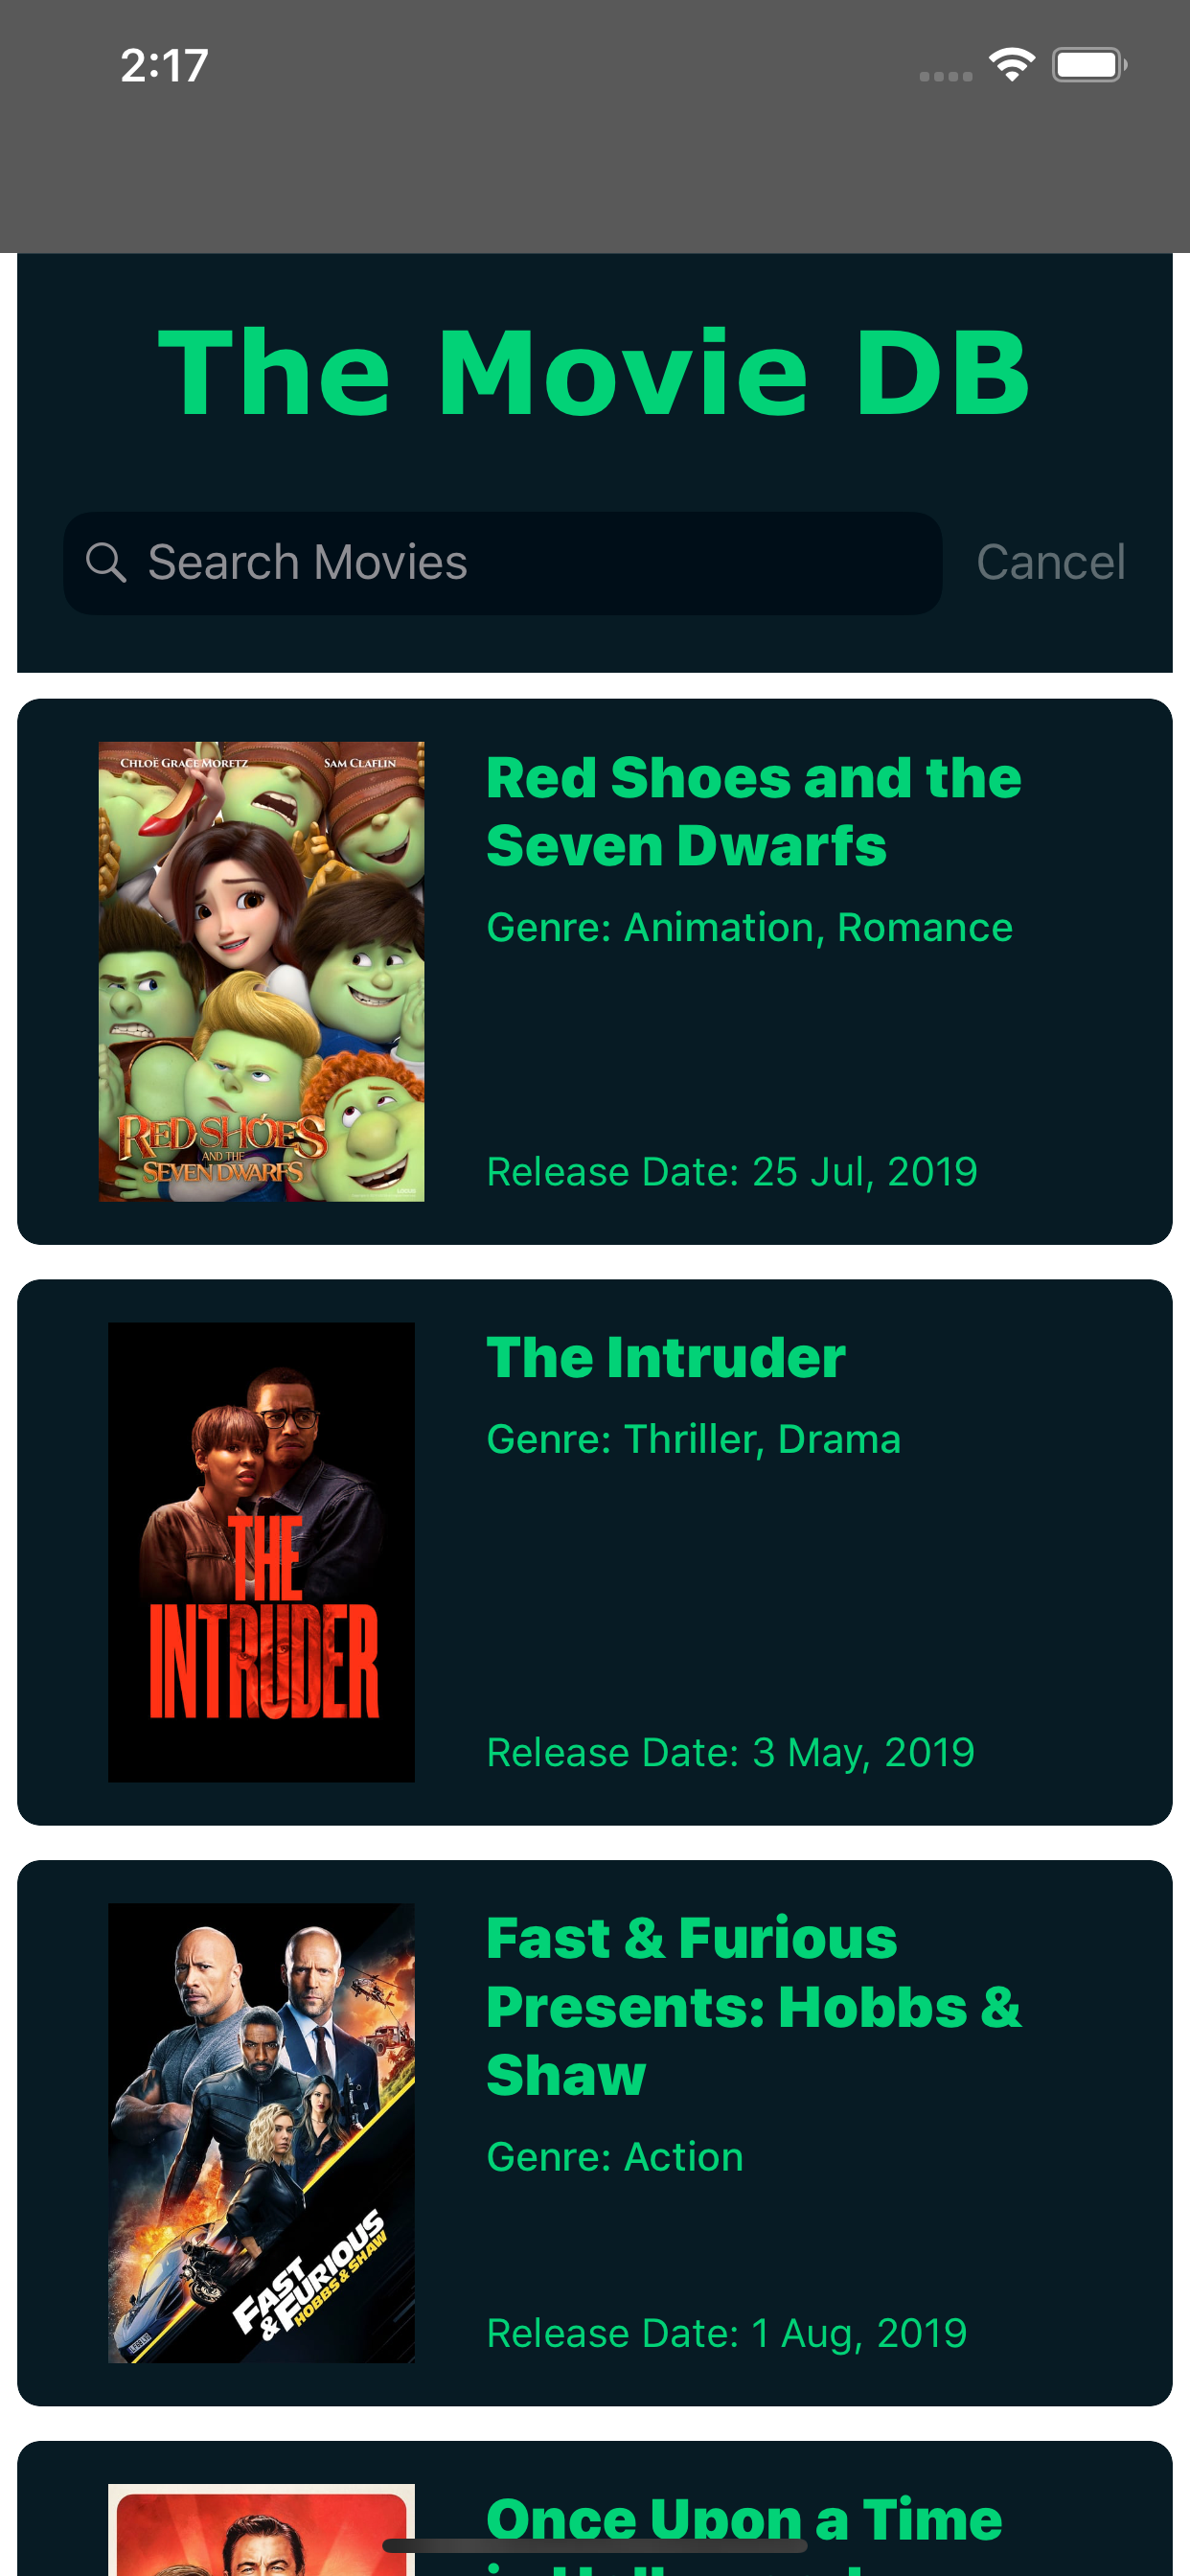 2:17
The Movie DB
Search Movies
Cancel
CHLOË GRACE MORETZ
SAM CLAFLIN
RED SHOES
AND THE
SEVEN DWARFS
Red Shoes and the
Seven Dwarfs
Genre: Animation, Romance
Release Date: 25 Jul, 2019
THE
INTRUDER
The Intruder
Genre: Thriller, Drama
Release Date: 3 May, 2019
FAST
& FURIOUS
HOBBS & SHAW
Fast & Furious
Presents: Hobbs &
Shaw
Genre: Action
Release Date: 1 Aug, 2019
Once Upon a Time